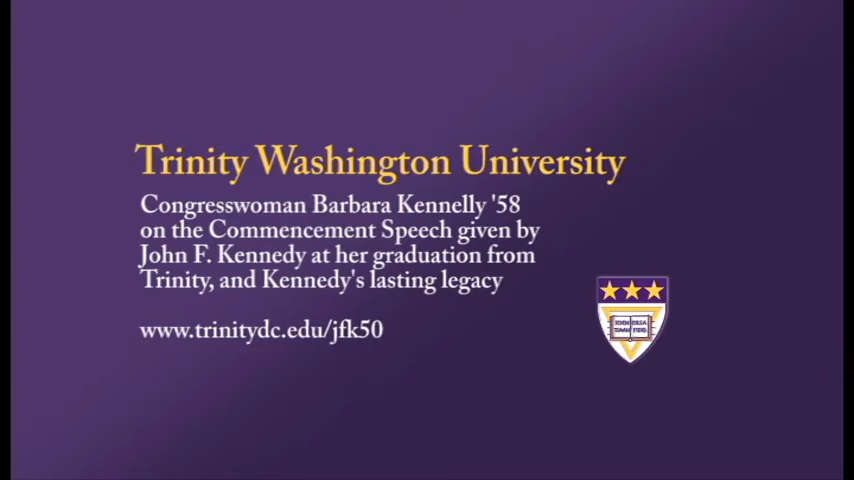 Trinity Washington University
Congresswoman Barbara Kennelly '58
on the Commencement Speech given by
John F. Kennedy at her graduation from
Trinity, and Kennedy's lasting legacy
www.trinitydc.edu/jfk50